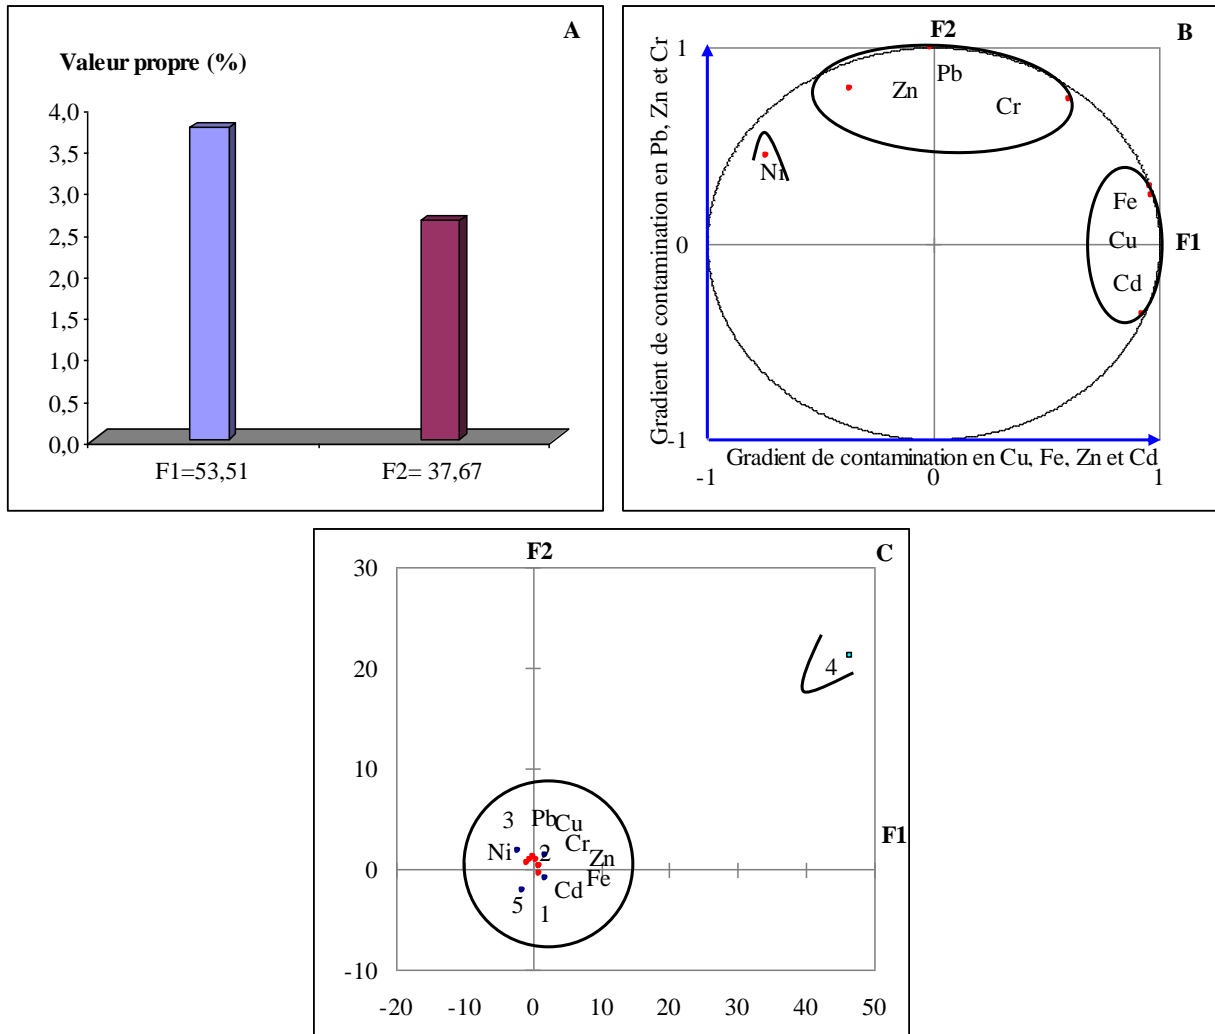 A
Valeur propre (%)
4,0
3,5
3,0
2,5
2,0
1,5
1,0
0,5
0,0
F1=53,51
F2= 37,67
B
F2
1
0
-1
Gradient de contamination en Pb, Zn et Cr
Pb
Zn
Cr
Ni
Fe
Cu
Cd
F1
Gradient de contamination en Cu, Fe, Zn et Cd
-1
0
1
C
F2
30
20
10
0
-10
4
F1
3
Pb
Cu
Cr
Ni
2
Zn
Fe
Cd
5
1
-20
-10
0
10
20
30
40
50